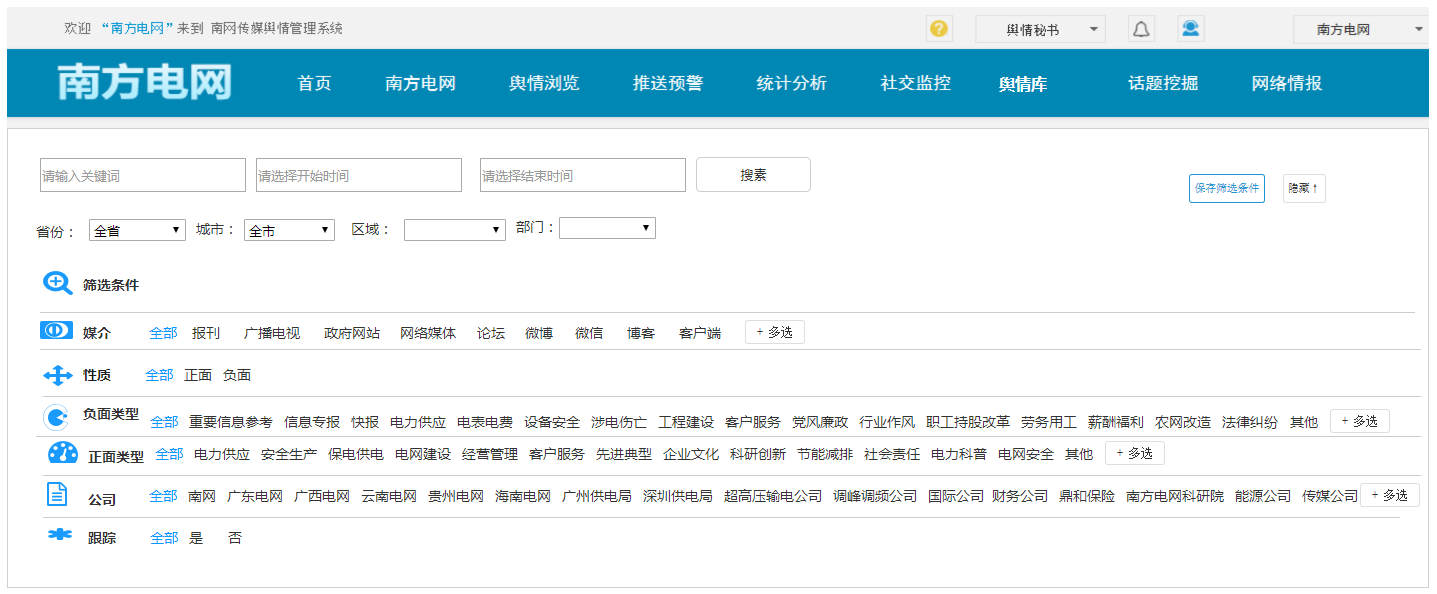 欢迎 “南方电网”来到 南网传媒舆情管理系统 ? 舆情秘书 南方电网
南方电网 首页 南方电网 舆情浏览 推送预警 统计分析 社交监控 舆情库 话题挖掘 网络情报
请输入关键词 请选择开始时间 请选择结束时间 搜素
保存筛选条件 隐藏↑
省份： 全省 城市： 全市 区域： 部门：
筛选条件
媒介 全部 报刊 广播电视 政府网站 网络媒体 论坛 微博 微信 博客 客户端 + 多选
性质 全部 正面 负面
负面类型 全部 重要信息参考 信息专报 快报 电力供应 电表电费 设备安全 涉电伤亡 工程建设 客户服务 党风廉政 行业作风 职工持股改革 劳务用工 薪酬福利 农网改造 法律纠纷 其他 + 多选
正面类型 全部 电力供应 安全生产 保电供电 电网建设 经营管理 客户服务 先进典型 企业文化 科研创新 节能减排 社会责任 电力科普 电网安全 其他 + 多选
公司 全部 南网 广东电网 广西电网 云南电网 贵州电网 海南电网 广州供电局 深圳供电局 超高压输电公司 调峰调频公司 国际公司 财务公司 鼎和保险 南方电网科研院 能源公司 传媒公司 + 多选
跟踪 全部 是 否